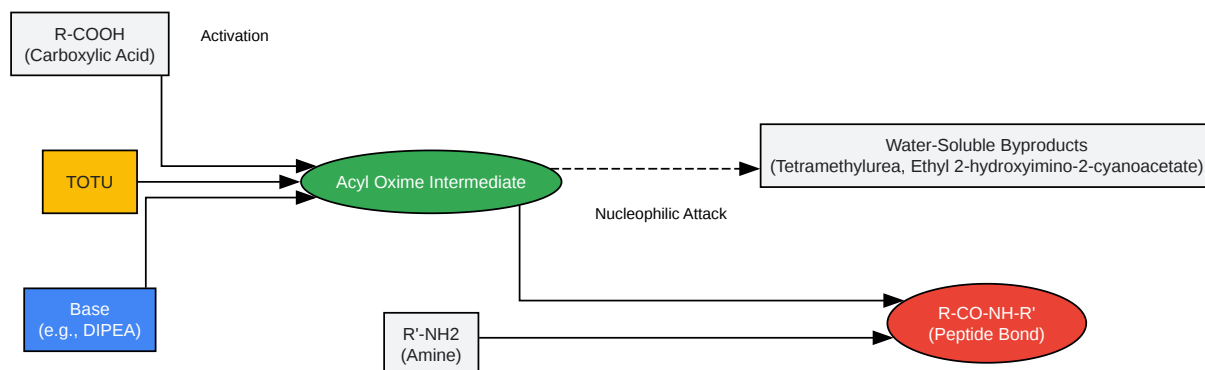 R-COOH
(Carboxylic Acid)
Activation
TOTU
Acyl Oxime Intermediate
Water-Soluble Byproducts
(Tetramethylurea, Ethyl 2-hydroxyimino-2-cyanoacetate)
Nucleophilic Attack
Base
(e.g., DIPEA)
R'-NH2
(Amine)
R-CO-NH-R'
(Peptide Bond)